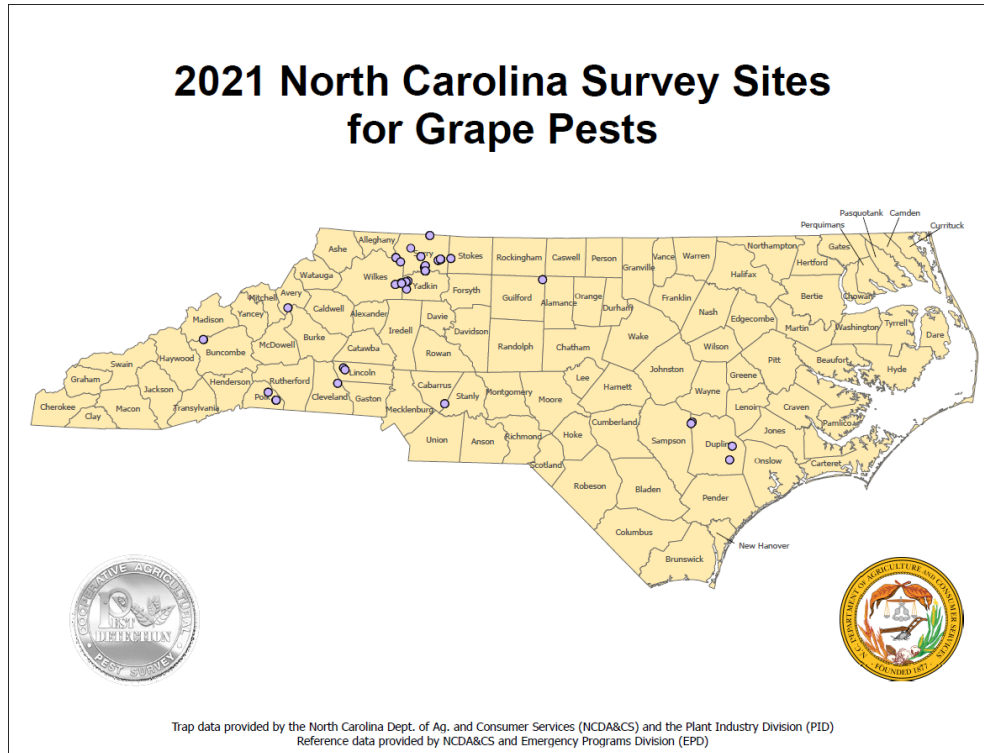 2021 North Carolina Survey Sites
for Grape Pests
Pasquotank
Camden
Perquimans
Currituck
Alleghany
Ashe
Surry
Stokes
Rockingham
Caswell
Person
Vance
Warren
Northampton
Gates
Hertford
Granville
Halifax
Watauga
Wilkes
Yadkin
Forsyth
Guilford
Alamance
Orange
Durham
Franklin
Bertie
Chowan
Mitchell
Avery
Caldwell
Alexander
Davie
Nash
Edgecombe
Madison
Yancey
Iredell
Davidson
Martin
Washington
Tyrrell
Dare
Burke
McDowell
Catawba
Rowan
Randolph
Chatham
Wake
Wilson
Haywood
Buncombe
Pitt
Beaufort
Hyde
Swain
Graham
Johnston
Greene
Henderson
Rutherford
Lincoln
Cabarrus
Stanly
Montgomery
Moore
Lee
Harnett
Wayne
Jackson
Polk
Cleveland
Gaston
Mecklenburg
Lenoir
Craven
Cherokee
Macon
Clay
Transylvania
Cumberland
Pamlico
Union
Anson
Richmond
Hoke
Sampson
Duplin
Jones
Scotland
Onslow
Carteret
Robeson
Bladen
Pender
Columbus
New Hanover
Brunswick
COOPERATIVE AGRICULTURAL
PEST
DETECTION
PEST SURVEY
N.C. DEPARTMENT OF AGRICULTURE AND CONSUMER SERVICES
FOUNDED 1877
Trap data provided by the North Carolina Dept. of Ag. and Consumer Services (NCDA&CS) and the Plant Industry Division (PID)
Reference data provided by NCDA&CS and Emergency Programs Division (EPD)